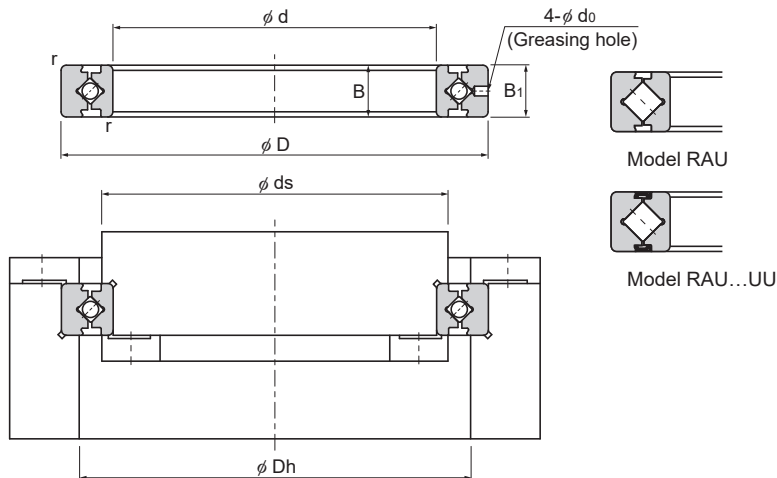 φ d
4-φ d0
(Greasing hole)
r
B
B1
r
φ D
Model RAU
φ ds
Model RAU…UU
φ Dh